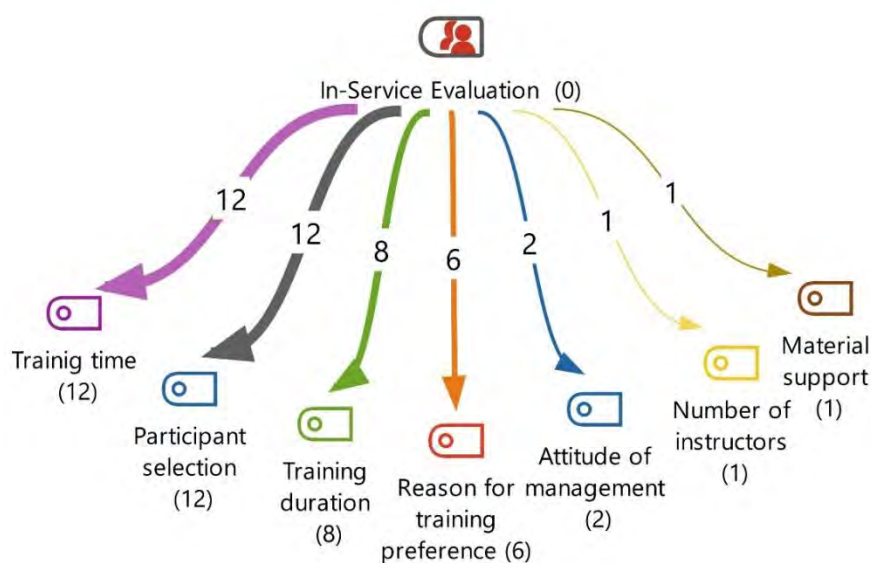 In-Service Evaluation (0)
12
12
8
6
2
1
1
Trainig time
(12)
Participant
selection
(12)
Training
duration
(8)
Reason for
training
preference (6)
Attitude of
management
(2)
Number of
instructors
(1)
Material
support
(1)